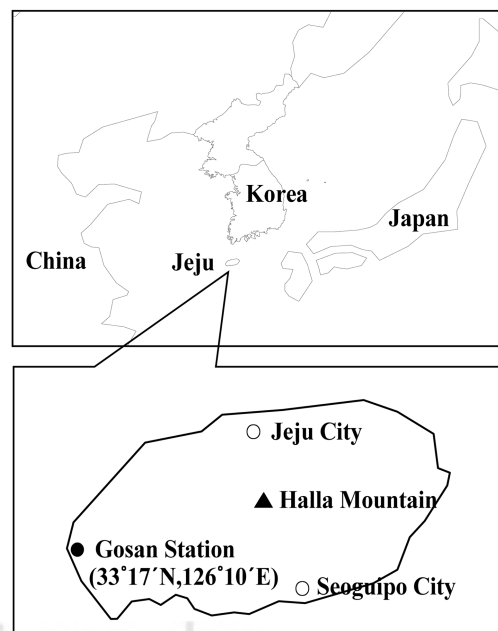 Korea
Japan
China
Jeju
Jeju City
Halla Mountain
Gosan Station
(33°17′N,126°10′E)
Seoguipo City